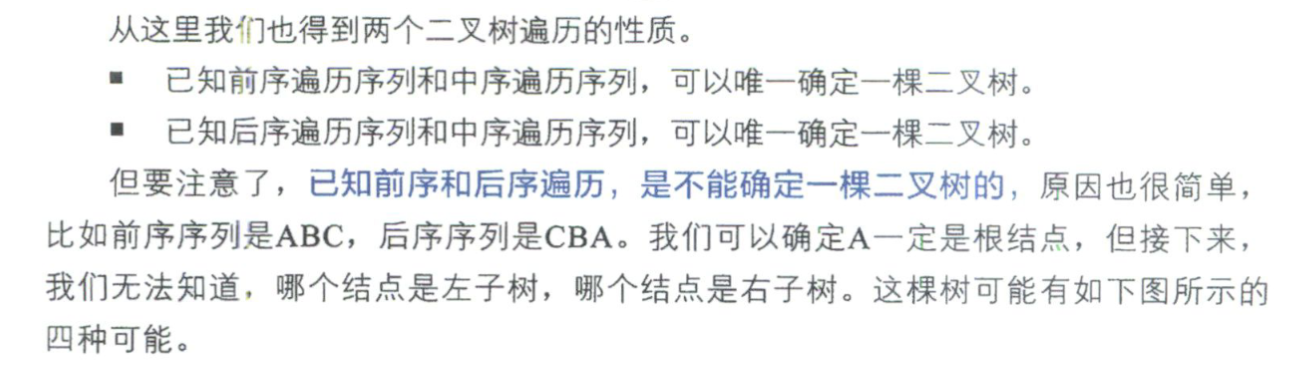 从这里我们也得到两个二叉树遍历的性质。
■ 已知前序遍历序列和中序遍历序列，可以唯一确定一棵二叉树。
■ 已知后序遍历序列和中序遍历序列，可以唯一确定一棵二叉树。
但要注意了，已知前序和后序遍历，是不能确定一棵二叉树的，原因也很简单，
比如前序序列是ABC，后序序列是CBA。我们可以确定A一定是根结点，但接下来，
我们无法知道，哪个结点是左子树，哪个结点是右子树。这棵树可能有如下图所示的
四种可能。